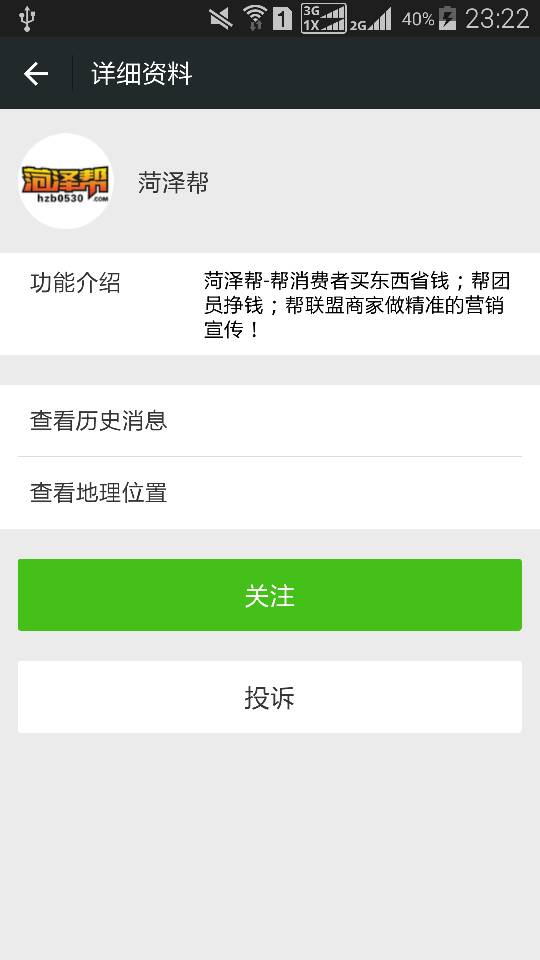 3G
1X
1
2G
40%
23:22
详细资料
菏泽帮
hzb0530.com
菏泽帮
功能介绍
菏泽帮-帮消费者买东西省钱；帮团
员挣钱；帮联盟商家做精准的营销
宣传！
查看历史消息
查看地理位置
关注
投诉